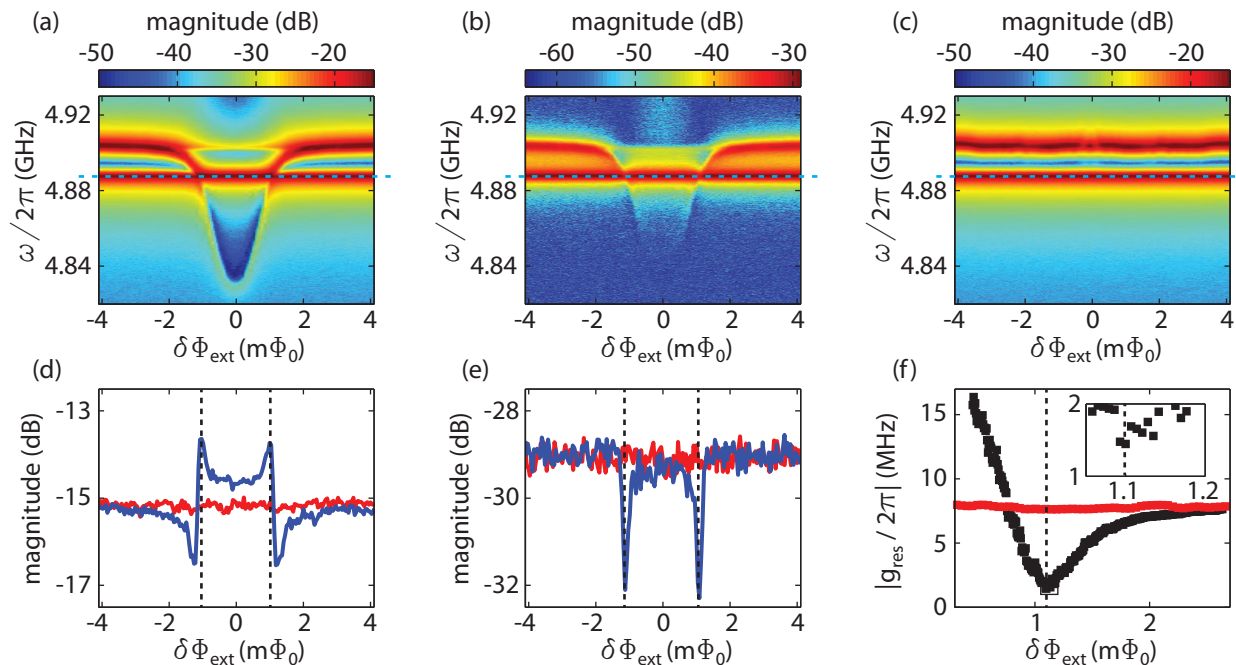 (a) magnitude (dB)
-50 -40 -30 -20
4.92
4.88
4.84
ω / 2π (GHz)
-4 -2 0 2 4
δΦext (mΦ0)
(b) magnitude (dB)
-60 -50 -40 -30
4.92
4.88
4.84
ω / 2π (GHz)
-4 -2 0 2 4
δΦext (mΦ0)
(c) magnitude (dB)
-50 -40 -30 -20
4.92
4.88
4.84
ω / 2π (GHz)
-4 -2 0 2 4
δΦext (mΦ0)
(d)
-13
-15
-17
magnitude (dB)
-4 -2 0 2 4
δΦext (mΦ0)
(e)
-28
-30
-32
magnitude (dB)
-4 -2 0 2 4
δΦext (mΦ0)
(f)
15
10
5
0
|gres / 2π| (MHz)
2
1
1.1 1.2
1 2
δΦext (mΦ0)